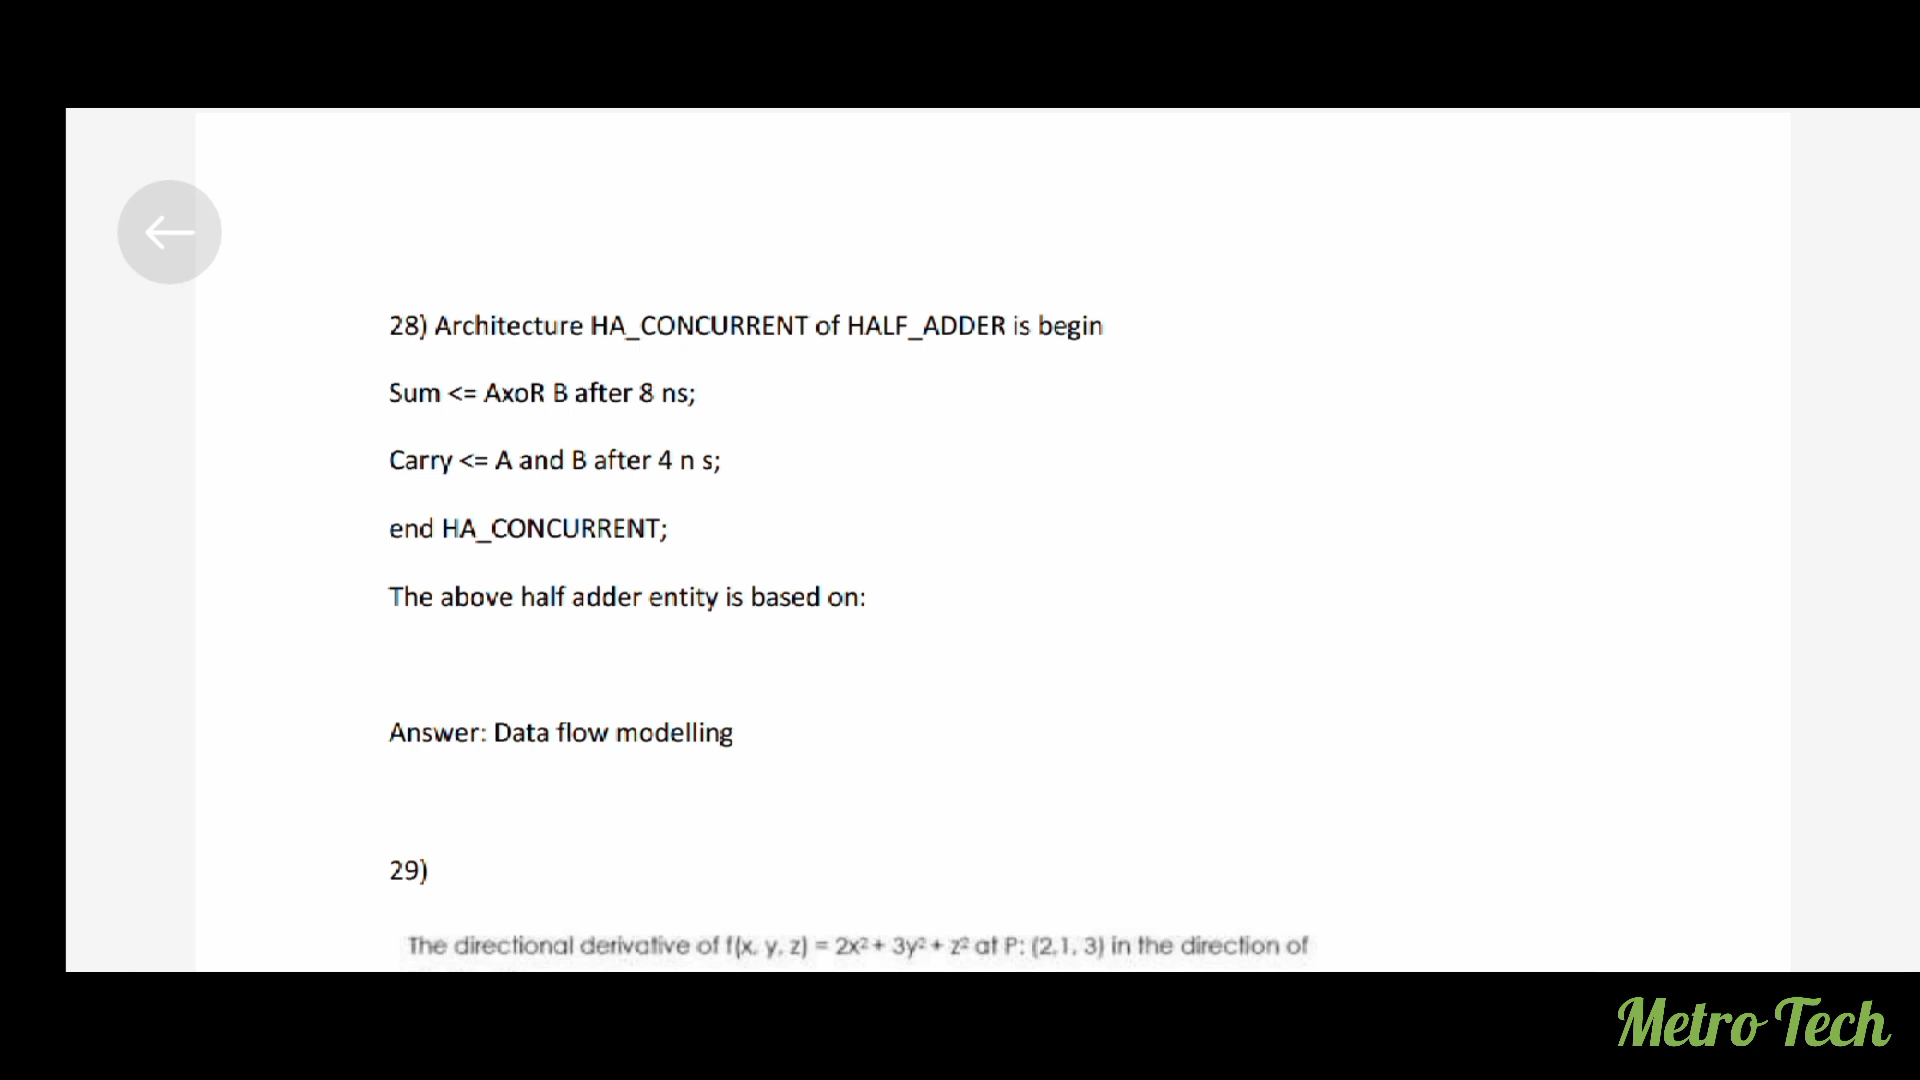 28) Architecture HA_CONCURRENT of HALF_ADDER is begin
Sum <= AxoR B after 8 ns;
Carry <= A and B after 4 n s;
end HA_CONCURRENT;
The above half adder entity is based on:
Answer: Data flow modelling
29)
The directional derivative of f(x, y, z) = 2x² + 3y² + z² at P: (2,1, 3) in the direction of
Metro Tech